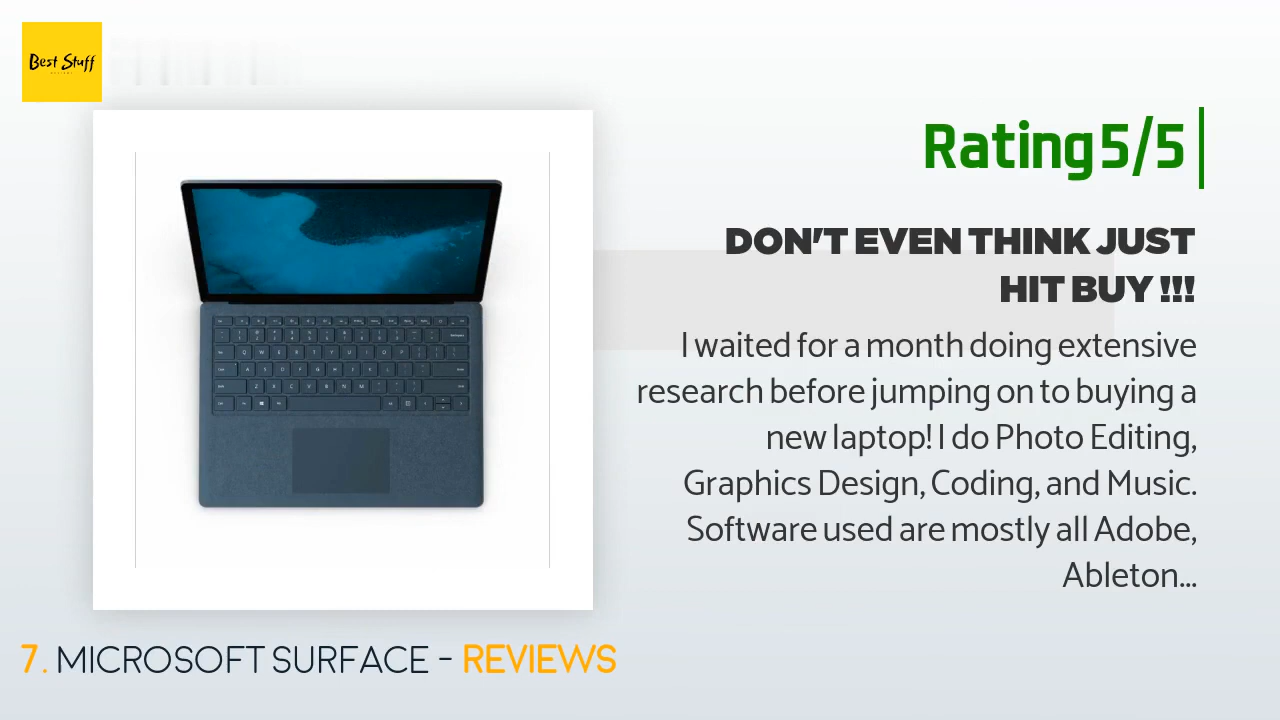 Best Stuff
Rating 5/5
DON'T EVEN THINK JUST
HIT BUY !!!
I waited for a month doing extensive
research before jumping on to buying a
new laptop! I do Photo Editing,
Graphics Design, Coding, and Music.
Software used are mostly all Adobe,
Ableton...
7. MICROSOFT SURFACE - REVIEWS